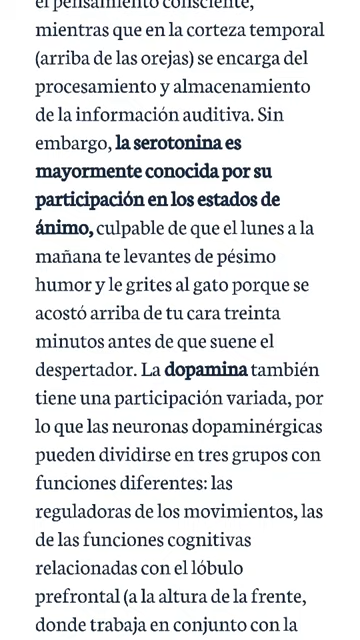 el pensamiento consciente,
mientras que en la corteza temporal
(arriba de las orejas) se encarga del
procesamiento y almacenamiento
de la información auditiva. Sin
embargo, la serotonina es
mayormente conocida por su
participación en los estados de
ánimo, culpable de que el lunes a la
mañana te levantes de pésimo
humor y le grites al gato porque se
acostó arriba de tu cara treinta
minutos antes de que suene el
despertador. La dopamina también
tiene una participación variada, por
lo que las neuronas dopaminérgicas
pueden dividirse en tres grupos con
funciones diferentes: las
reguladoras de los movimientos, las
de las funciones cognitivas
relacionadas con el lóbulo
prefrontal (a la altura de la frente,
donde trabaja en conjunto con la